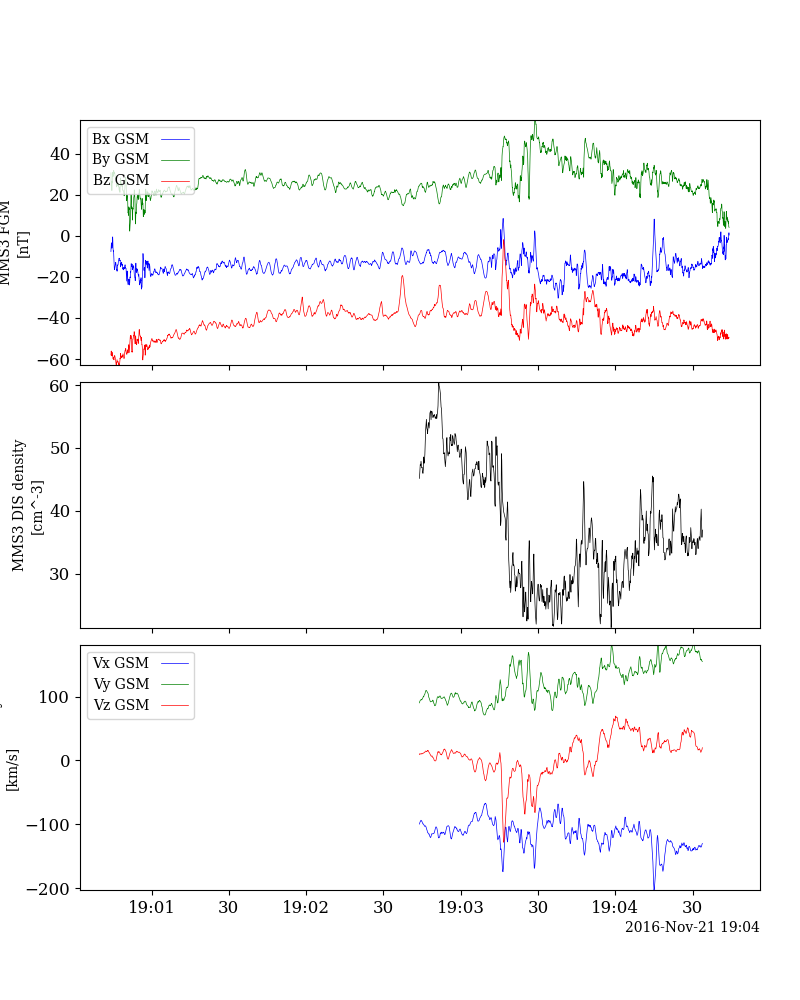 Bx GSM
By GSM
Bz GSM
40
20
0
−20
−40
−60
MMS3 FGM
[nT]
60
50
40
30
MMS3 DIS density
[cm^-3]
Vx GSM
Vy GSM
Vz GSM
100
0
−100
−200
[km/s]
19:01
30
19:02
30
19:03
30
19:04
30
2016-Nov-21 19:04